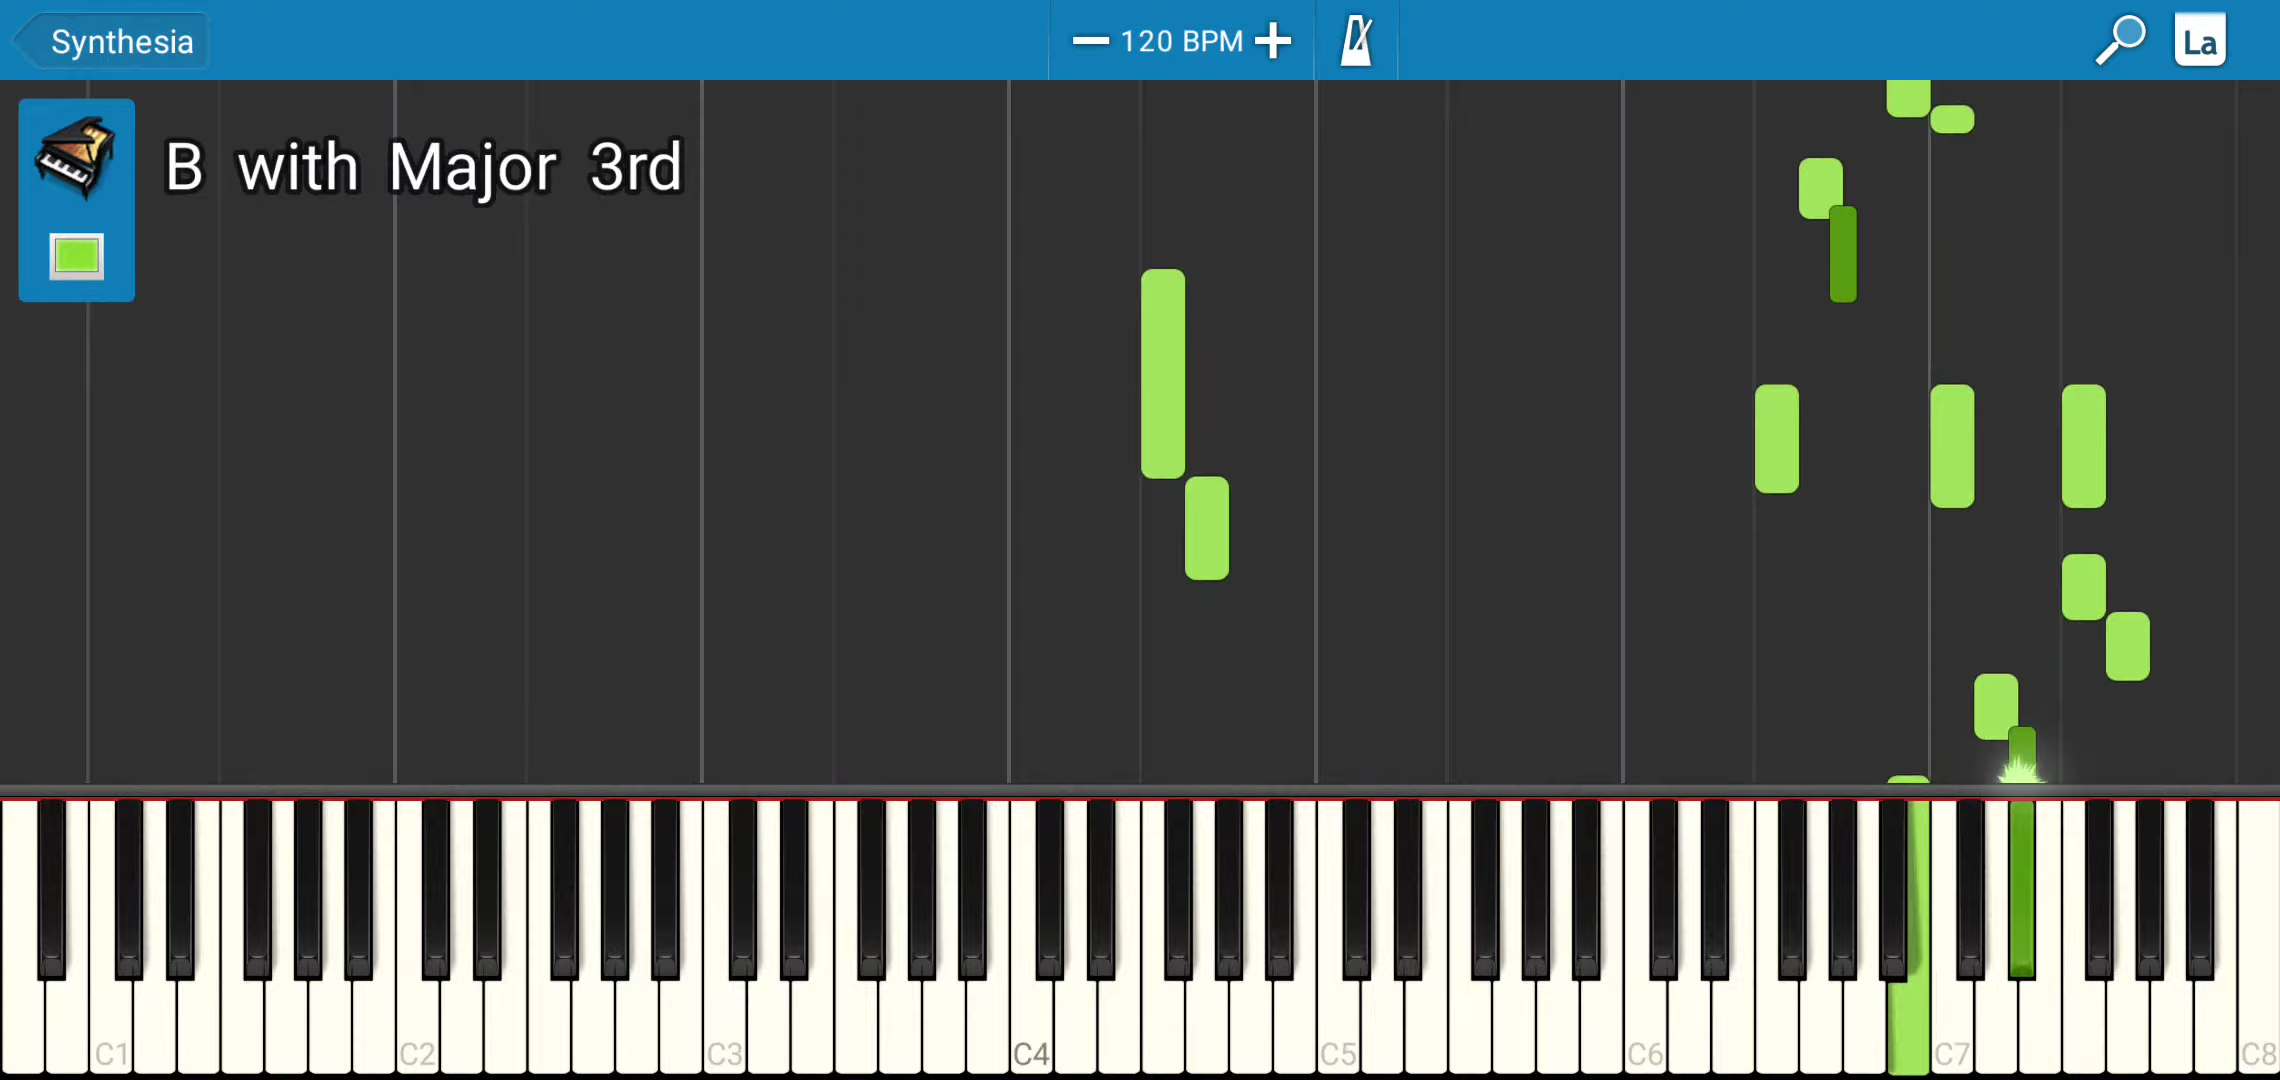 Synthesia
120 BPM
La
B with Major 3rd
C1
C2
C3
C4
C5
C6
C7
C8